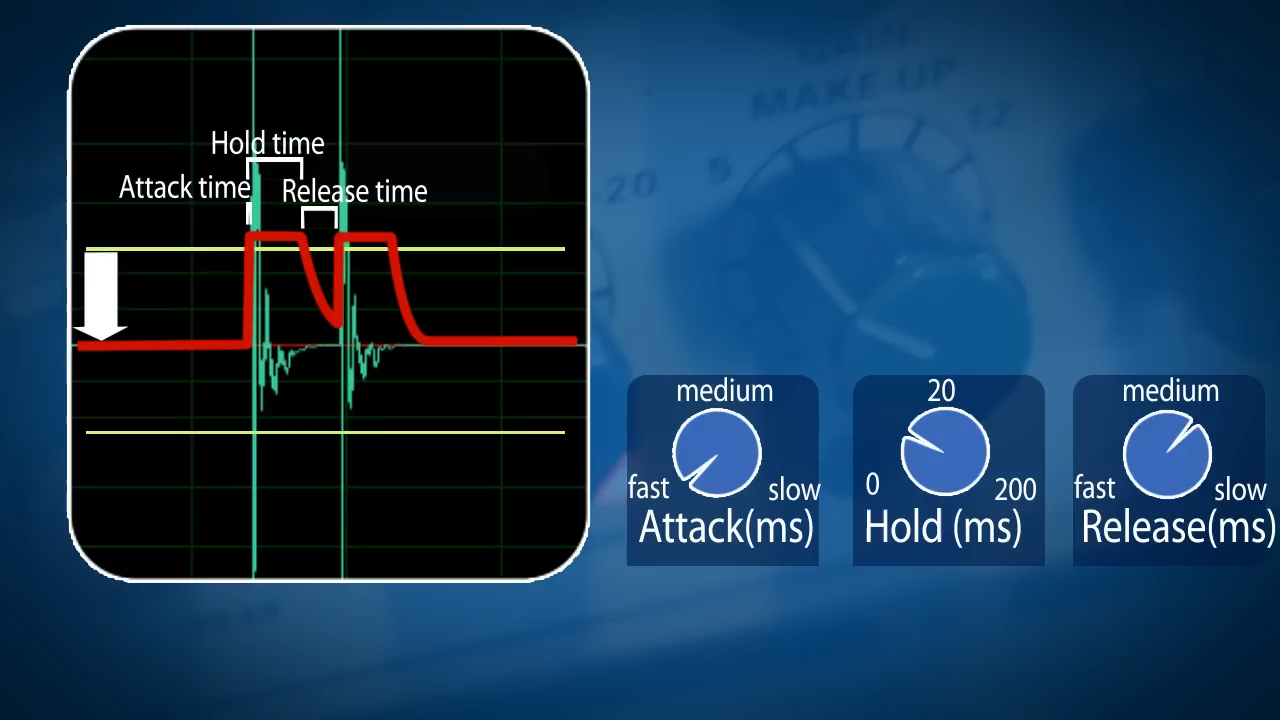 GAIN
MAKE-UP
-20
5
12
Hold time
Attack time
Release time
medium
fast
slow
Attack(ms)
20
0
200
Hold (ms)
medium
fast
slow
Release(ms)